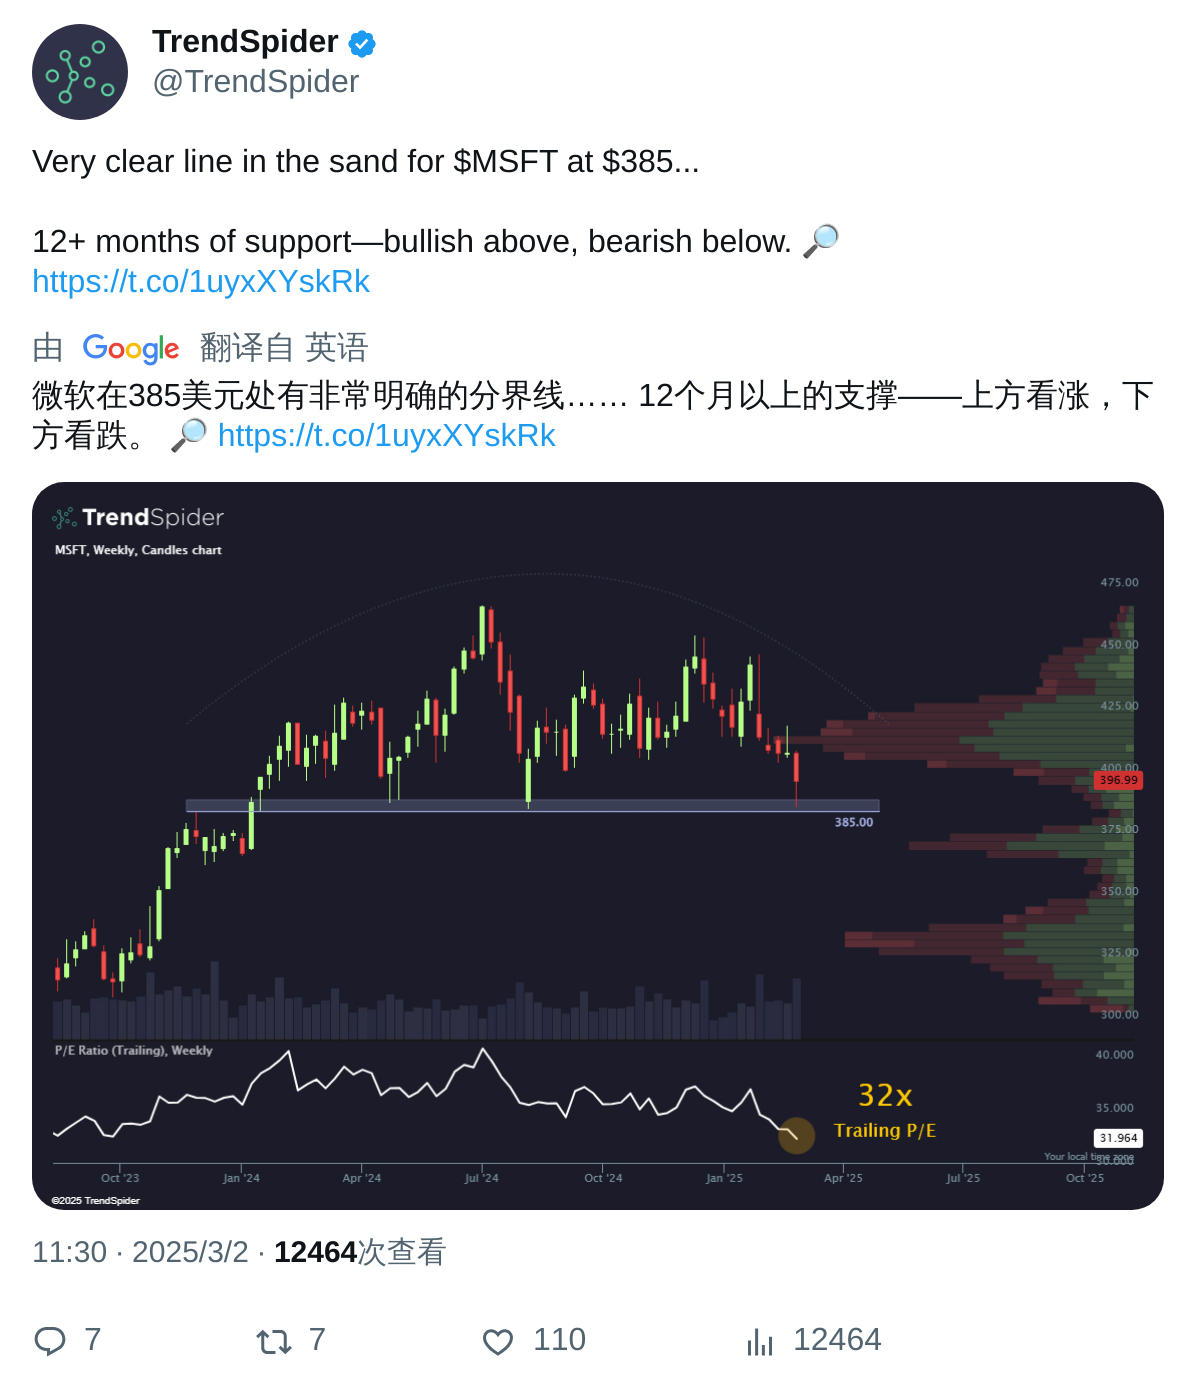 TrendSpider
@TrendSpider
Very clear line in the sand for $MSFT at $385...
12+ months of support—bullish above, bearish below. 🔎
https://t.co/1uyxXYskRk
由 Google 翻译自 英语
微软在385美元处有非常明确的分界线…… 12个月以上的支撑——上方看涨，下
方看跌。 🔎 https://t.co/1uyxXYskRk
TrendSpider
MSFT, Weekly, Candles chart
475.00
450.00
425.00
400.00
396.99
385.00
375.00
350.00
325.00
300.00
P/E Ratio (Trailing), Weekly
40.000
32x
35.000
Trailing P/E
31.964
Your local time zone
30.000
Oct '23 Jan '24 Apr '24 Jul '24 Oct '24 Jan '25 Apr '25 Jul '25 Oct '25
©2025 TrendSpider
11:30 · 2025/3/2 · 12464次查看
7 7 110 12464